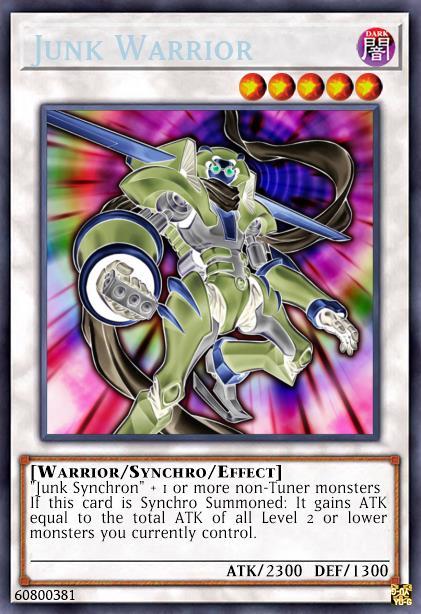 Junk Warrior
DARK
闇
[Warrior/Synchro/Effect]
"Junk Synchron" + 1 or more non-Tuner monsters
If this card is Synchro Summoned: It gains ATK
equal to the total ATK of all Level 2 or lower
monsters you currently control.
ATK/2300 DEF/1300
60800381